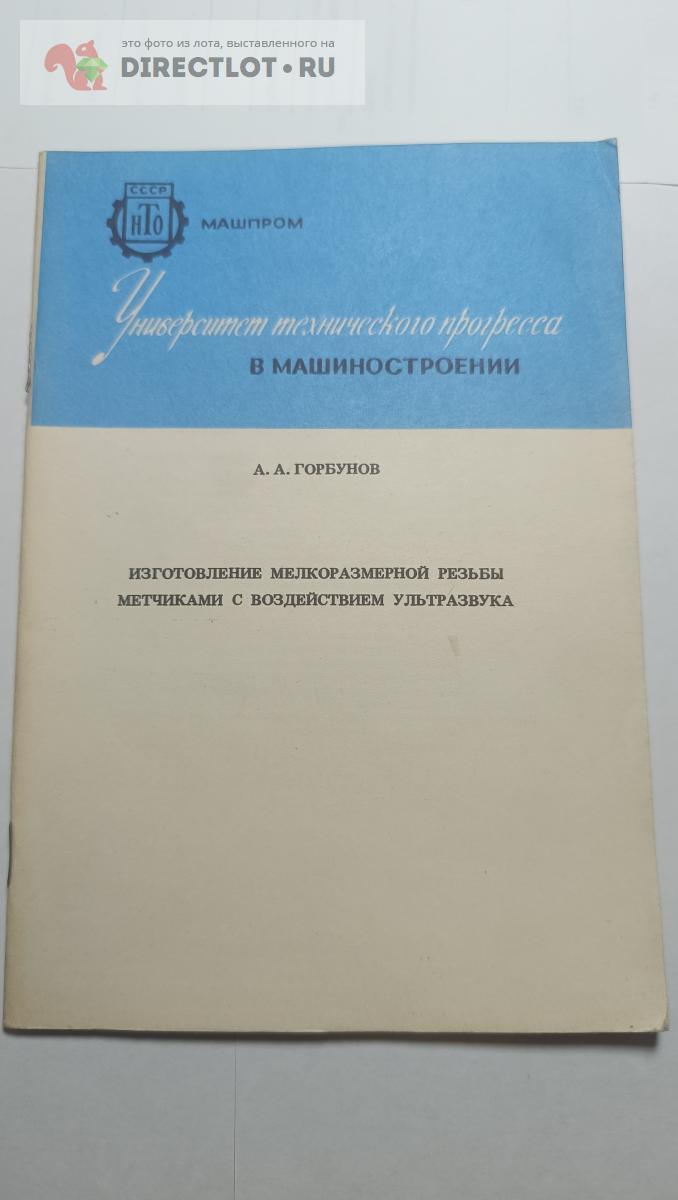 это фото из лота, выставленного на
DIRECTLOT•RU
СССР
НТО
МАШПРОМ
Университет технического прогресса
В МАШИНОСТРОЕНИИ
А. А. ГОРБУНОВ
ИЗГОТОВЛЕНИЕ МЕЛКОРАЗМЕРНОЙ РЕЗЬБЫ
МЕТЧИКАМИ С ВОЗДЕЙСТВИЕМ УЛЬТРАЗВУКА